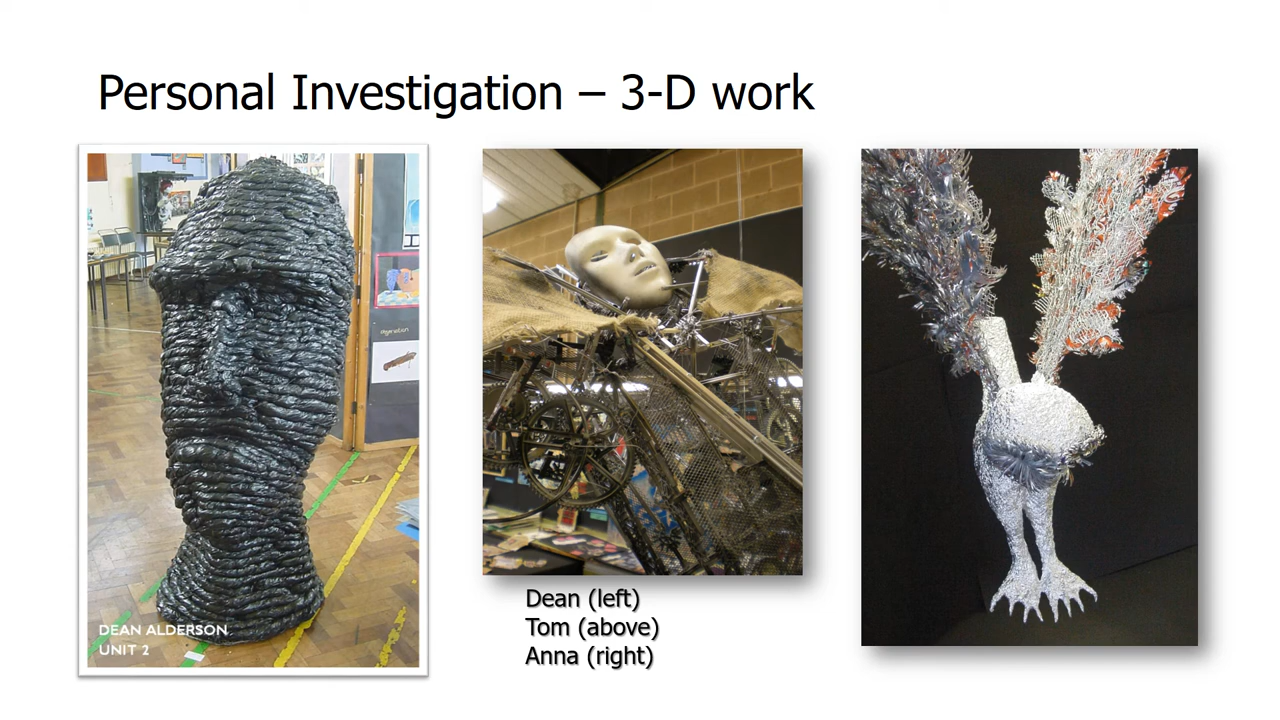 Personal Investigation – 3-D work
DEAN ALDERSON
UNIT 2
Dean (left)
Tom (above)
Anna (right)